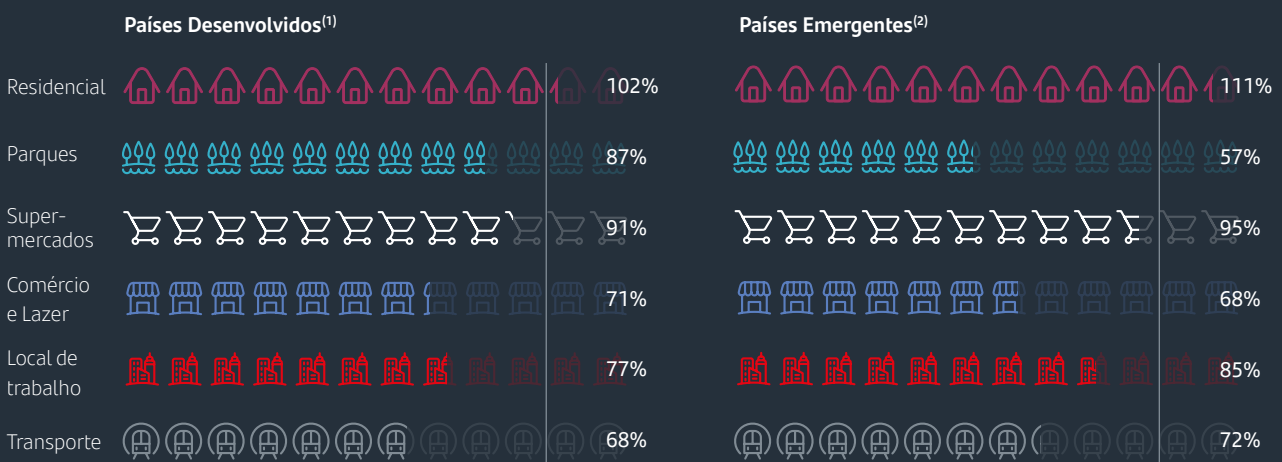 Países Desenvolvidos(1) Países Emergentes(2)
Residencial 102% 111%
Parques 87% 57%
Super-
mercados 91% 95%
Comércio
e Lazer 71% 68%
Local de
trabalho 77% 85%
Transporte 68% 72%